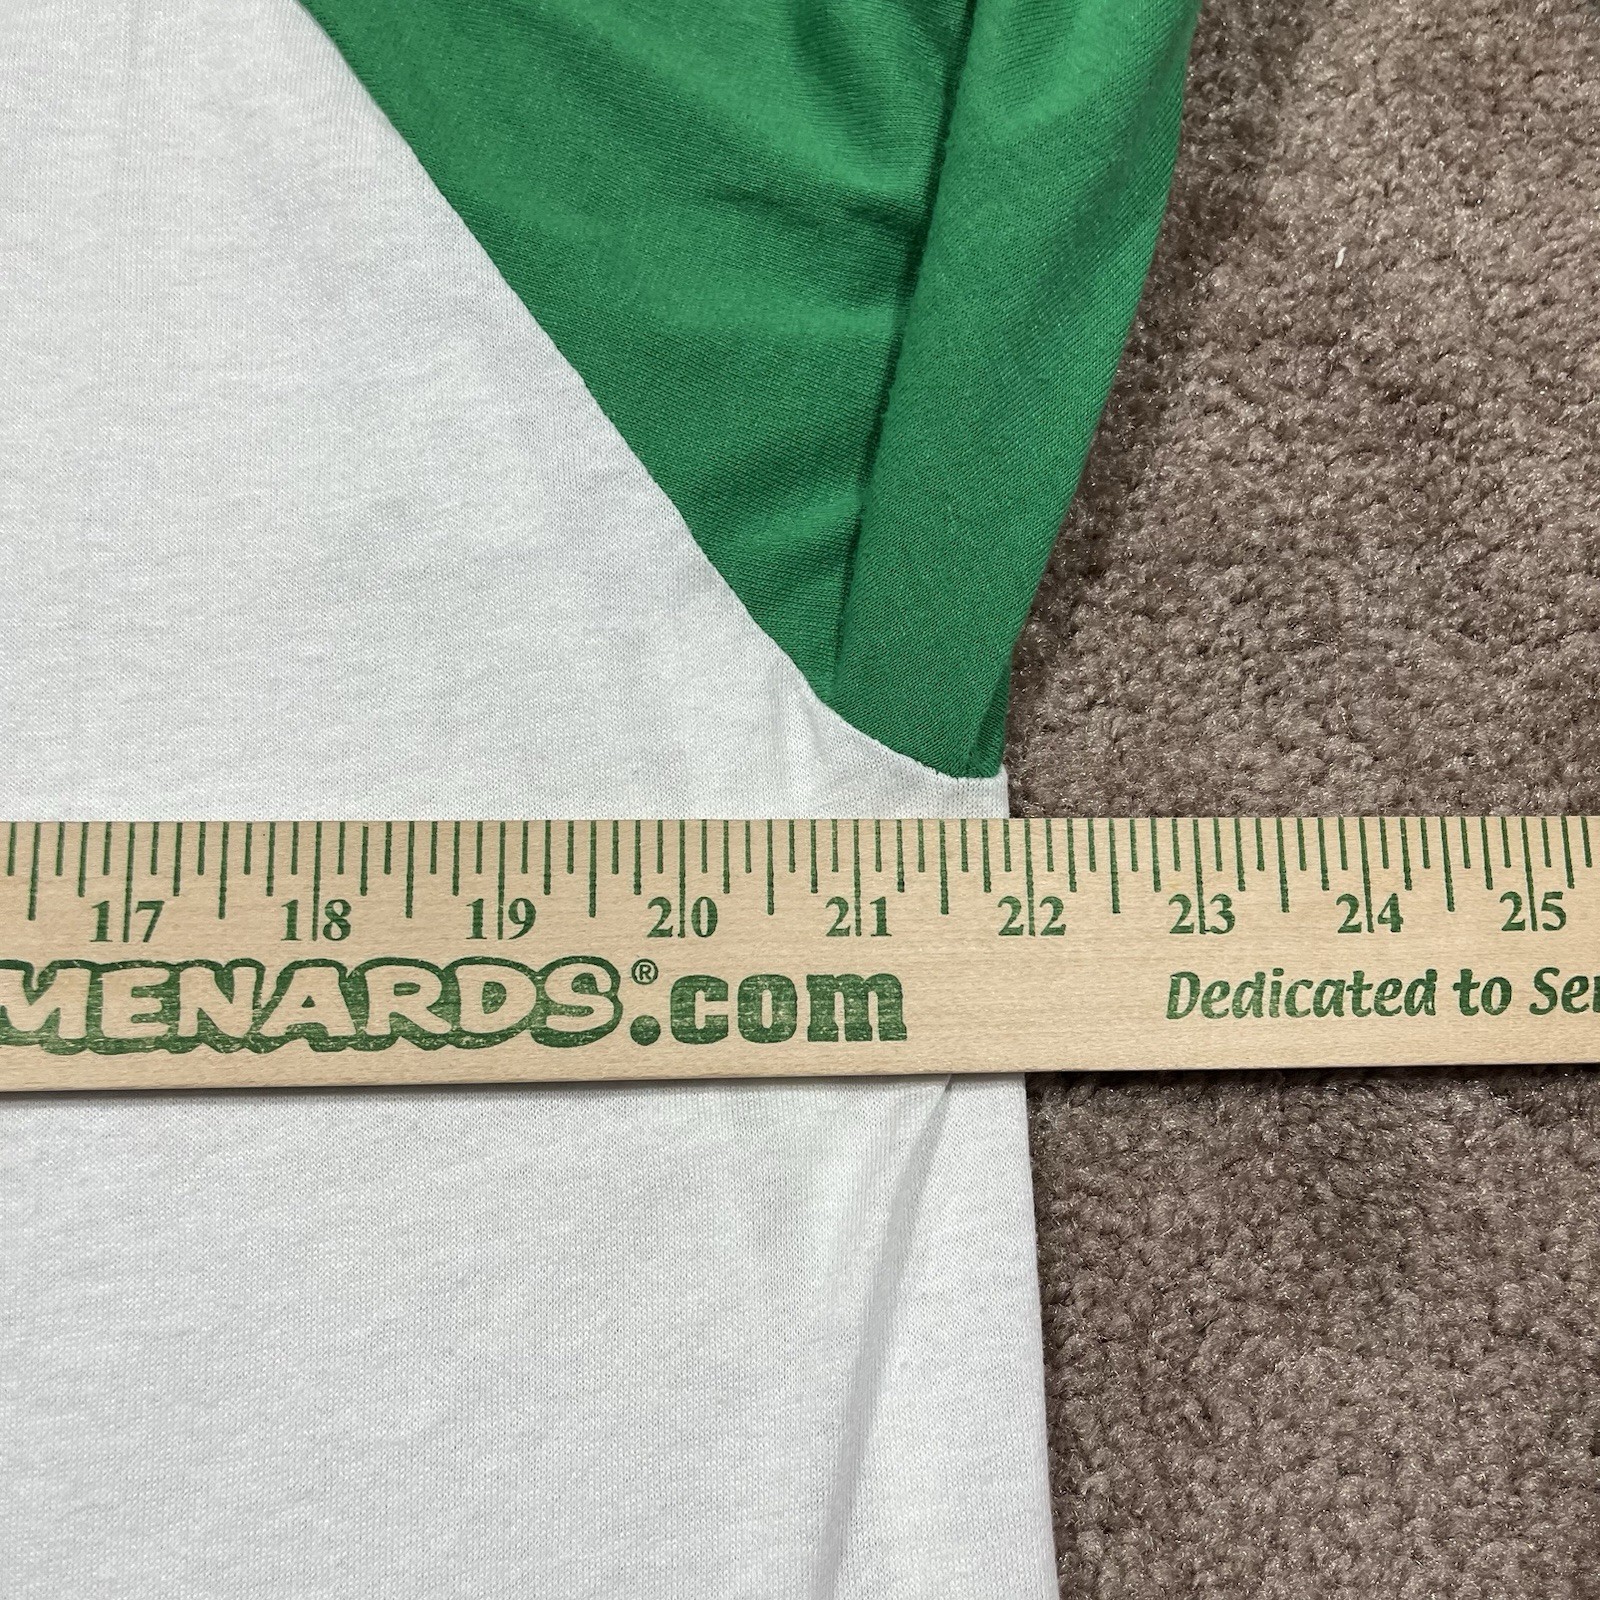 17 18 19 20 21 22 23 24 25
MENARDS®.com Dedicated to Ser